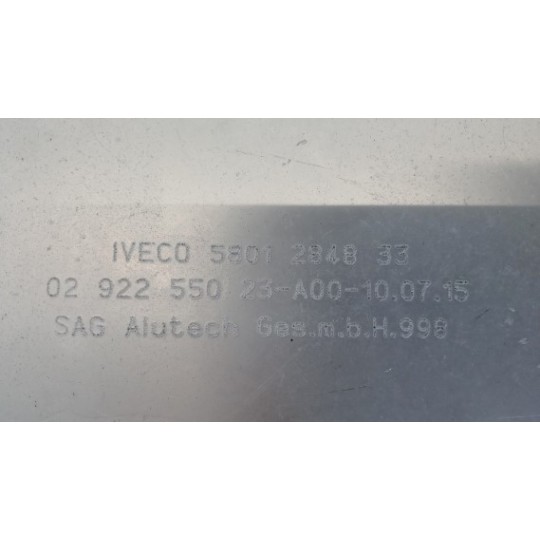 IVECO 5801 2848 33
02 922 550 23-A00-10.07.15
SAG Alutech Ges.m.b.H.998